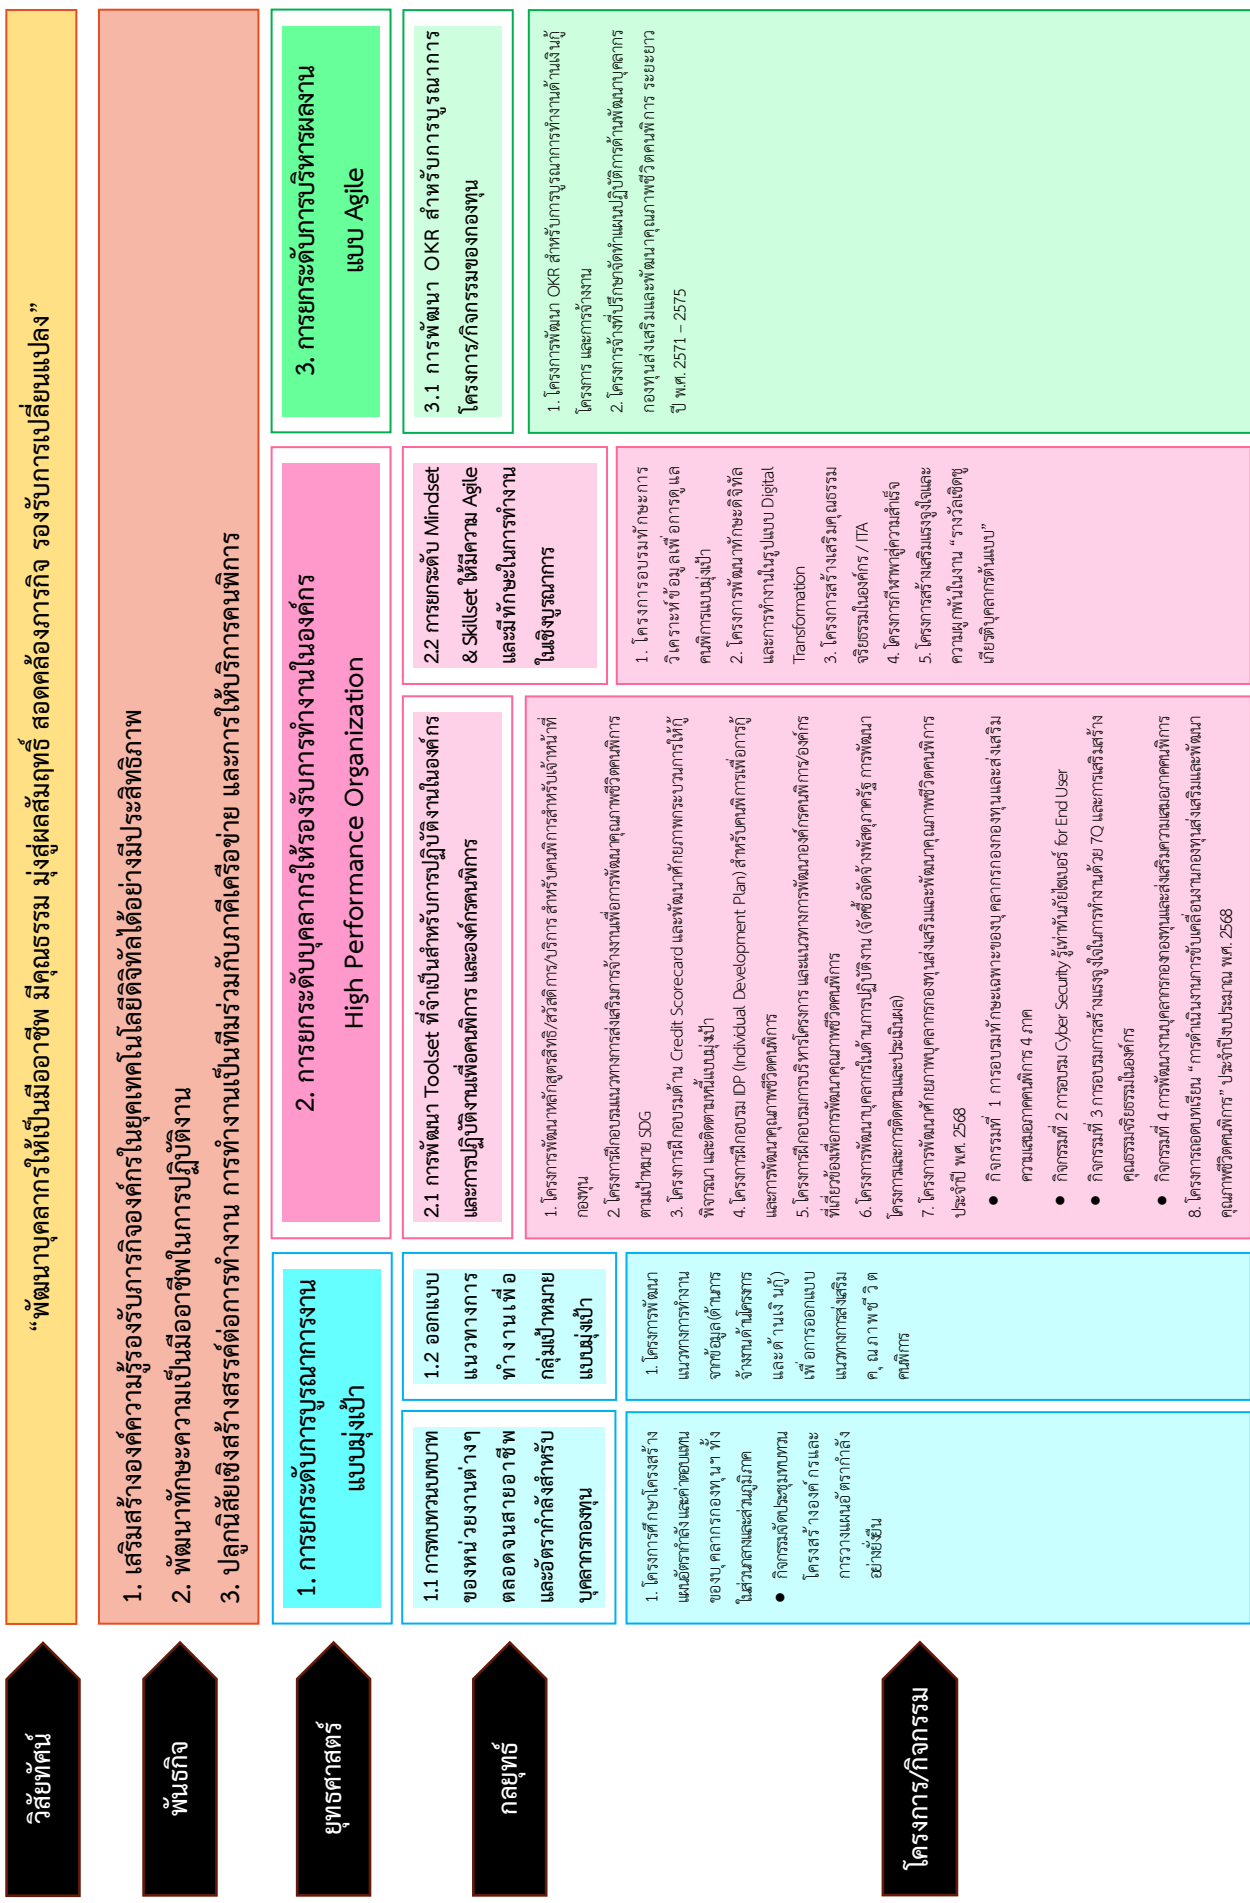 วิสัยทัศน์
“พัฒนาบุคลากรให้เป็นมืออาชีพ มีคุณธรรม มุ่งสู่ผลสัมฤทธิ์ สอดคล้องภารกิจ รองรับการเปลี่ยนแปลง”
พันธกิจ
1. เสริมสร้างองค์ความรู้รองรับภารกิจองค์กรในยุคเทคโนโลยีดิจิทัลได้อย่างมีประสิทธิภาพ
2. พัฒนาทักษะความเป็นมืออาชีพในการปฏิบัติงาน
3. ปลูกนิสัยเชิงสร้างสรรค์ต่อการทำงาน การทำงานเป็นทีมร่วมกับภาคีเครือข่าย และการให้บริการคนพิการ
ยุทธศาสตร์
1. การยกระดับการบูรณาการงาน
แบบมุ่งเป้า
2. การยกระดับบุคลากรให้รองรับการทำงานในองค์กร
High Performance Organization
3. การยกระดับการบริหารผลงาน
แบบ Agile
กลยุทธ์
1.1 การทบทวนบทบาท
ของหน่วยงานต่างๆ
ตลอดจนสายอาชีพ
และอัตรากำลังสำหรับ
บุคลากรกองทุน
1.2 ออกแบบ
แนวทางการ
ทำงานเพื่อ
กลุ่มเป้าหมาย
แบบมุ่งเป้า
2.1 การพัฒนา Toolset ที่จำเป็นสำหรับการปฏิบัติงานในองค์กร
และการปฏิบัติงานเพื่อคนพิการ และองค์กรคนพิการ
2.2 การยกระดับ Mindset
& Skillset ให้มีความ Agile
และมีทักษะในการทำงาน
ในเชิงบูรณาการ
3.1 การพัฒนา OKR สำหรับการบูรณาการ
โครงการ/กิจกรรมของกองทุน
โครงการ/กิจกรรม
1. โครงการศึกษาโครงสร้าง
แผนอัตรากำลัง และค่าตอบแทน
ของบุคลากรกองทุนฯ ทั้ง
ในส่วนกลางและส่วนภูมิภาค
● กิจกรรมจัดประชุมทบทวน
โครงสร้างองค์กรและ
การวางแผนอัตรากำลัง
อย่างยั่งยืน
1. โครงการพัฒนา
แนวทางการทำงาน
จากข้อมูล(ด้านการ
จ้างงาน ด้านโครงการ
และด้านเงินกู้)
เพื่อการออกแบบ
แนวทางการส่งเสริม
คุณภาพชีวิต
คนพิการ
1. โครงการพัฒนาหลักสูตรสิทธิ/สวัสดิการ/บริการ สำหรับคนพิการสำหรับเจ้าหน้าที่
กองทุน
2. โครงการฝึกอบรมแนวทางการส่งเสริมการจ้างงานเพื่อการพัฒนาคุณภาพชีวิตคนพิการ
ตามเป้าหมาย SDG
3. โครงการฝึกอบรมด้าน Credit Scorecard และพัฒนาศักยภาพกระบวนการให้กู้
พิจารณา และติดตามหนี้แบบมุ่งเป้า
4. โครงการฝึกอบรม IDP (Individual Development Plan) สำหรับคนพิการเพื่อการกู้
และการพัฒนาคุณภาพชีวิตคนพิการ
5. โครงการฝึกอบรมการบริหารโครงการ และแนวทางการพัฒนาองค์กรคนพิการ/องค์กร
ที่เกี่ยวข้องเพื่อการพัฒนาคุณภาพชีวิตคนพิการ
6. โครงการพัฒนาบุคลากรในด้านการปฏิบัติงาน (จัดซื้อจัดจ้างพัสดุภาครัฐ การพัฒนา
โครงการและการติดตามและประเมินผล)
7. โครงการพัฒนาศักยภาพบุคลากรกองทุนส่งเสริมและพัฒนาคุณภาพชีวิตคนพิการ
ประจำปี พ.ศ. 2568
● กิจกรรมที่ 1 การอบรมทักษะเฉพาะของบุคลากรกองกองทุนและส่งเสริม
ความเสมอภาคคนพิการ 4 ภาค
● กิจกรรมที่ 2 การอบรม Cyber Security รู้เท่าทันภัยไซเบอร์ for End User
● กิจกรรมที่ 3 การอบรมการสร้างแรงจูงใจในการทำงานด้วย 7Q และการเสริมสร้าง
คุณธรรมจริยธรรมในองค์กร
● กิจกรรมที่ 4 การพัฒนางานบุคลากรกองกองทุนและส่งเสริมความเสมอภาคคนพิการ
8. โครงการถอดบทเรียน “การดำเนินงานการขับเคลื่อนงานกองทุนส่งเสริมและพัฒนา
คุณภาพชีวิตคนพิการ” ประจำปีงบประมาณ พ.ศ. 2568
1. โครงการอบรมทักษะการ
วิเคราะห์ข้อมูลเพื่อการดูแล
คนพิการแบบมุ่งเป้า
2. โครงการพัฒนาทักษะดิจิทัล
และการทำงานในรูปแบบ Digital
Transformation
3. โครงการสร้างเสริมคุณธรรม
จริยธรรมในองค์กร / ITA
4. โครงการกีฬาพาสู่ความสำเร็จ
5. โครงการสร้างเสริมแรงจูงใจและ
ความผูกพันในงาน “รางวัลเชิดชู
เกียรติบุคลากรต้นแบบ”
1. โครงการพัฒนา OKR สำหรับการบูรณาการทำงานด้านเงินกู้
โครงการ และการจ้างงาน
2. โครงการจ้างที่ปรึกษาจัดทำแผนปฏิบัติการด้านพัฒนาบุคลากร
กองทุนส่งเสริมและพัฒนาคุณภาพชีวิตคนพิการ ระยะยาว
ปี พ.ศ. 2571 – 2575